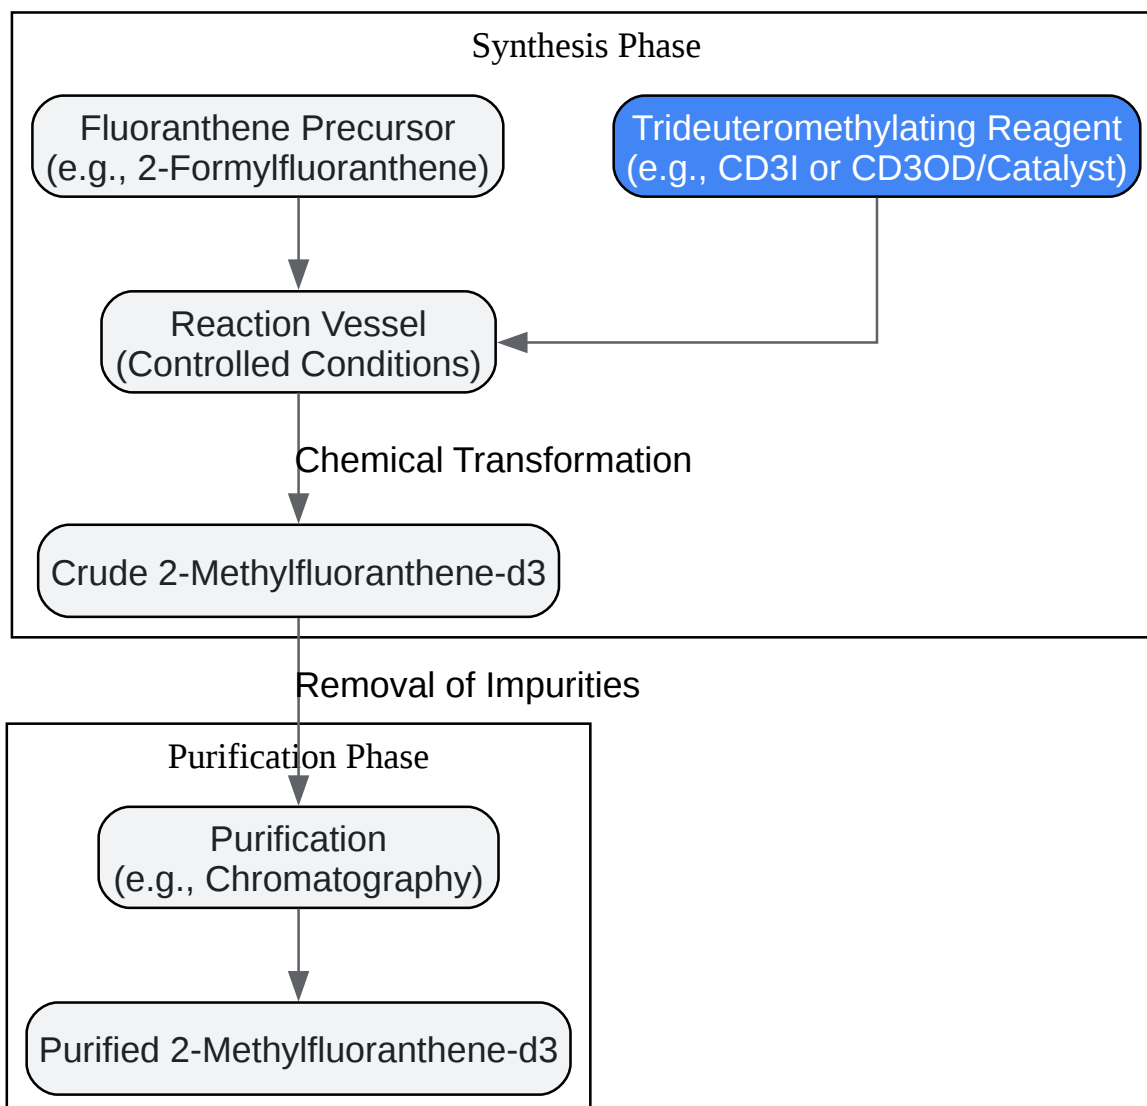 Synthesis Phase
Fluoranthene Precursor
(e.g., 2-Formylfluoranthene)
Trideuteromethylating Reagent
(e.g., CD3I or CD3OD/Catalyst)
Reaction Vessel
(Controlled Conditions)
Chemical Transformation
Crude 2-Methylfluoranthene-d3
Removal of Impurities
Purification Phase
Purification
(e.g., Chromatography)
Purified 2-Methylfluoranthene-d3